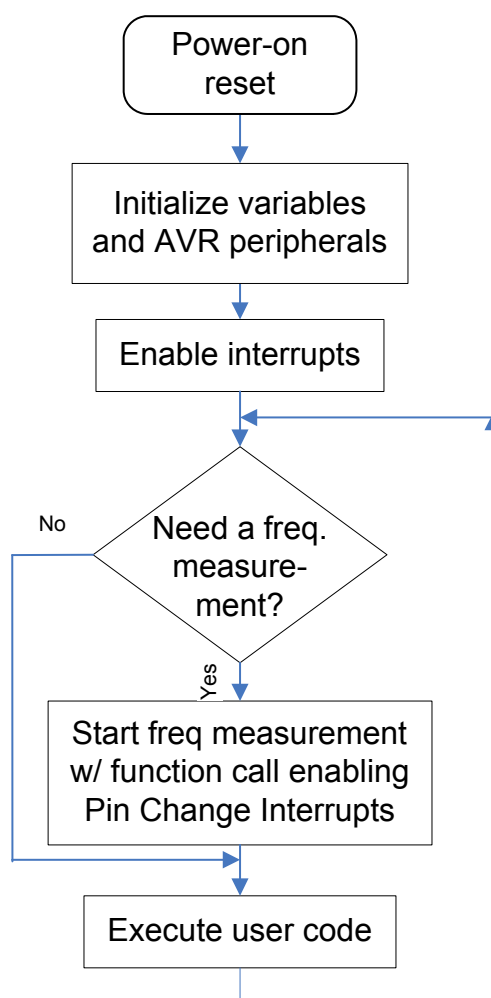 Power-on
reset
Initialize variables
and AVR peripherals
Enable interrupts
No
Need a freq.
measure-
ment?
Yes
Start freq measurement
w/ function call enabling
Pin Change Interrupts
Execute user code